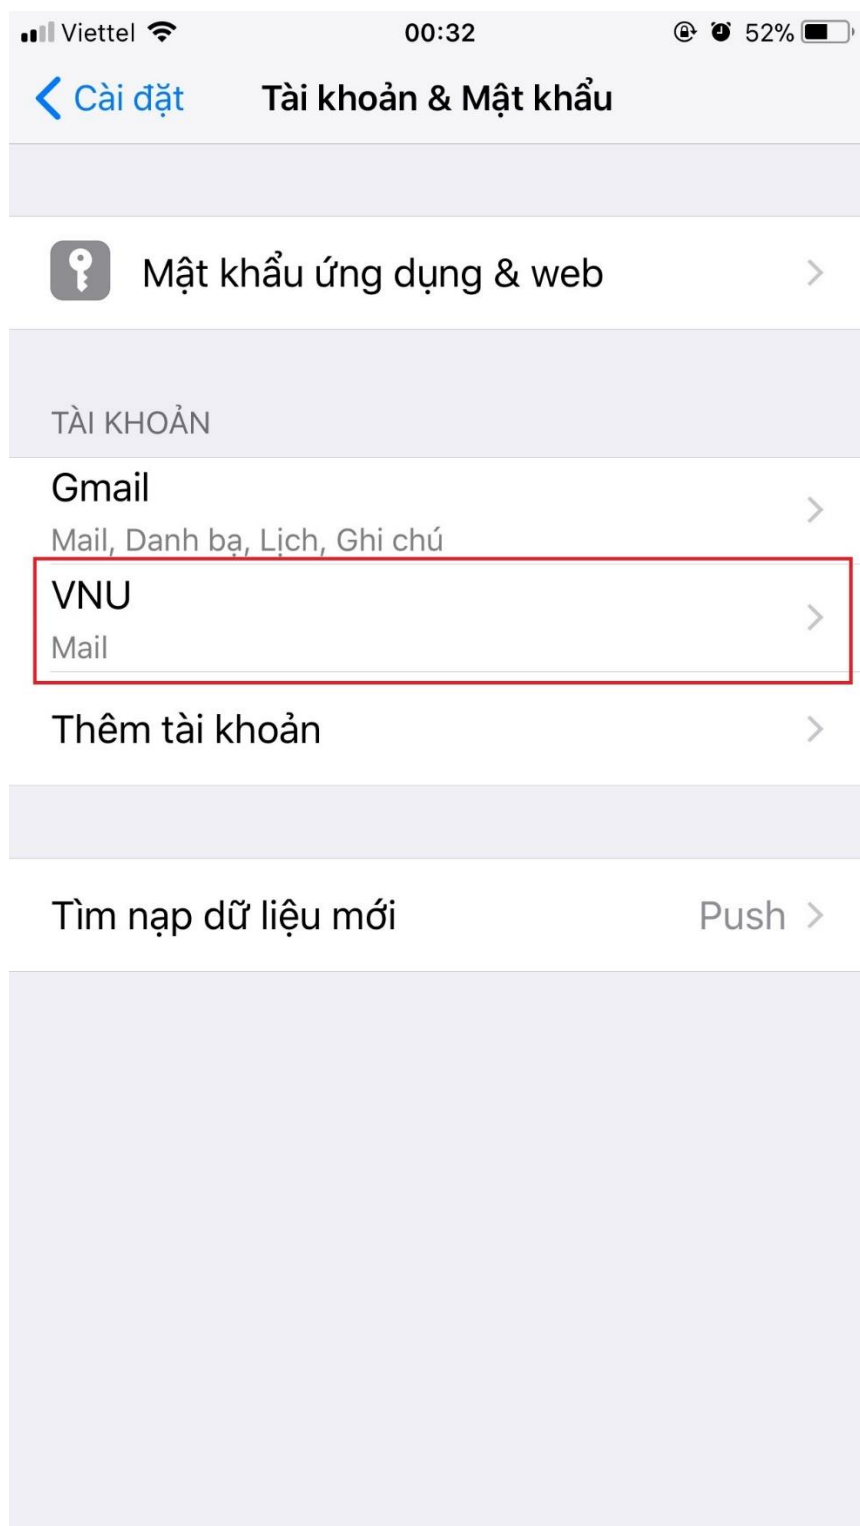 Viettel 00:32 52%
Cài đặt Tài khoản & Mật khẩu
Mật khẩu ứng dụng & web
TÀI KHOẢN
Gmail
Mail, Danh bạ, Lịch, Ghi chú
VNU
Mail
Thêm tài khoản
Tìm nạp dữ liệu mới Push